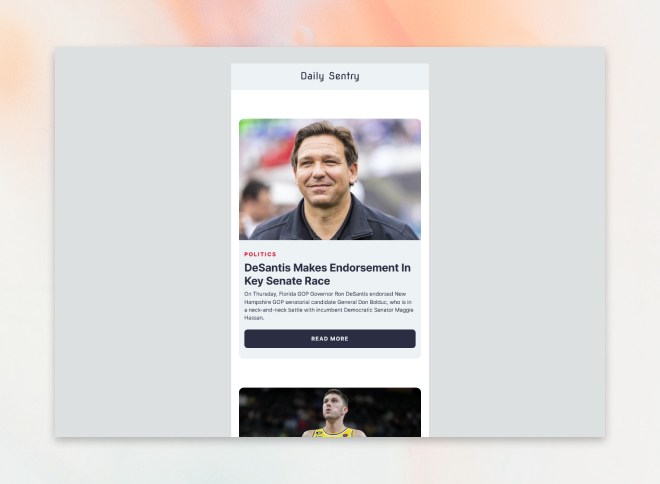 Daily Sentry
POLITICS
DeSantis Makes Endorsement In
Key Senate Race
On Thursday, Florida GOP Governor Ron DeSantis endorsed New
Hampshire GOP senatorial candidate General Don Bolduc, who is in
a neck-and-neck battle with incumbent Democratic Senator Maggie
Hassan.
READ MORE